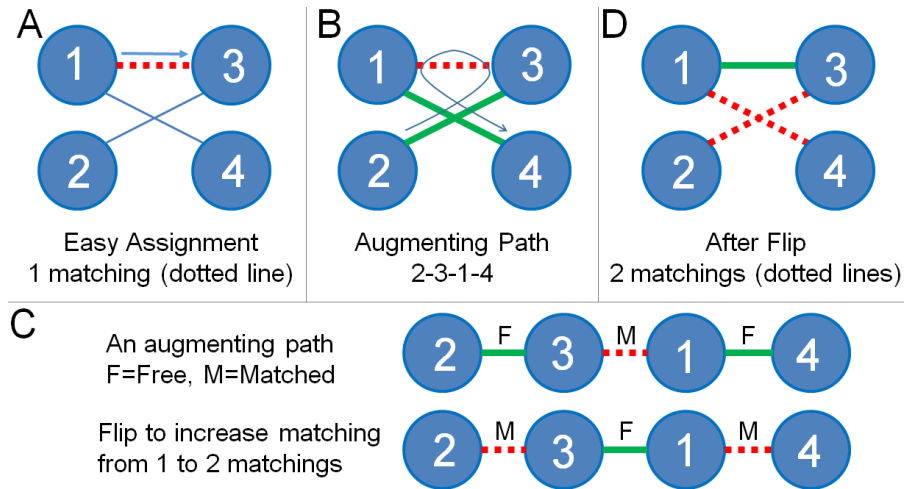 A
1
3
2
4
Easy Assignment
1 matching (dotted line)
B
1
3
2
4
Augmenting Path
2-3-1-4
D
1
3
2
4
After Flip
2 matchings (dotted lines)
C
An augmenting path
F=Free, M=Matched
2 F 3 M 1 F 4
Flip to increase matching
from 1 to 2 matchings
2 M 3 F 1 M 4